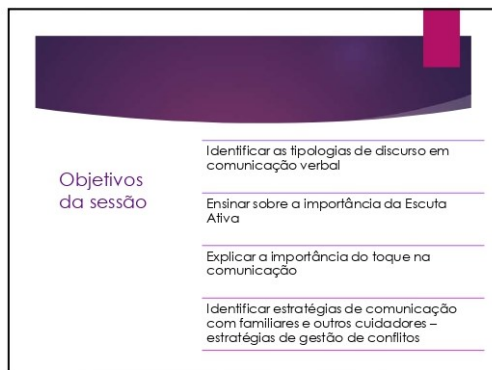 Objetivos
da sessão
Identificar as tipologias de discurso em
comunicação verbal
Ensinar sobre a importância da Escuta
Ativa
Explicar a importância do toque na
comunicação
Identificar estratégias de comunicação
com familiares e outros cuidadores –
estratégias de gestão de conflitos